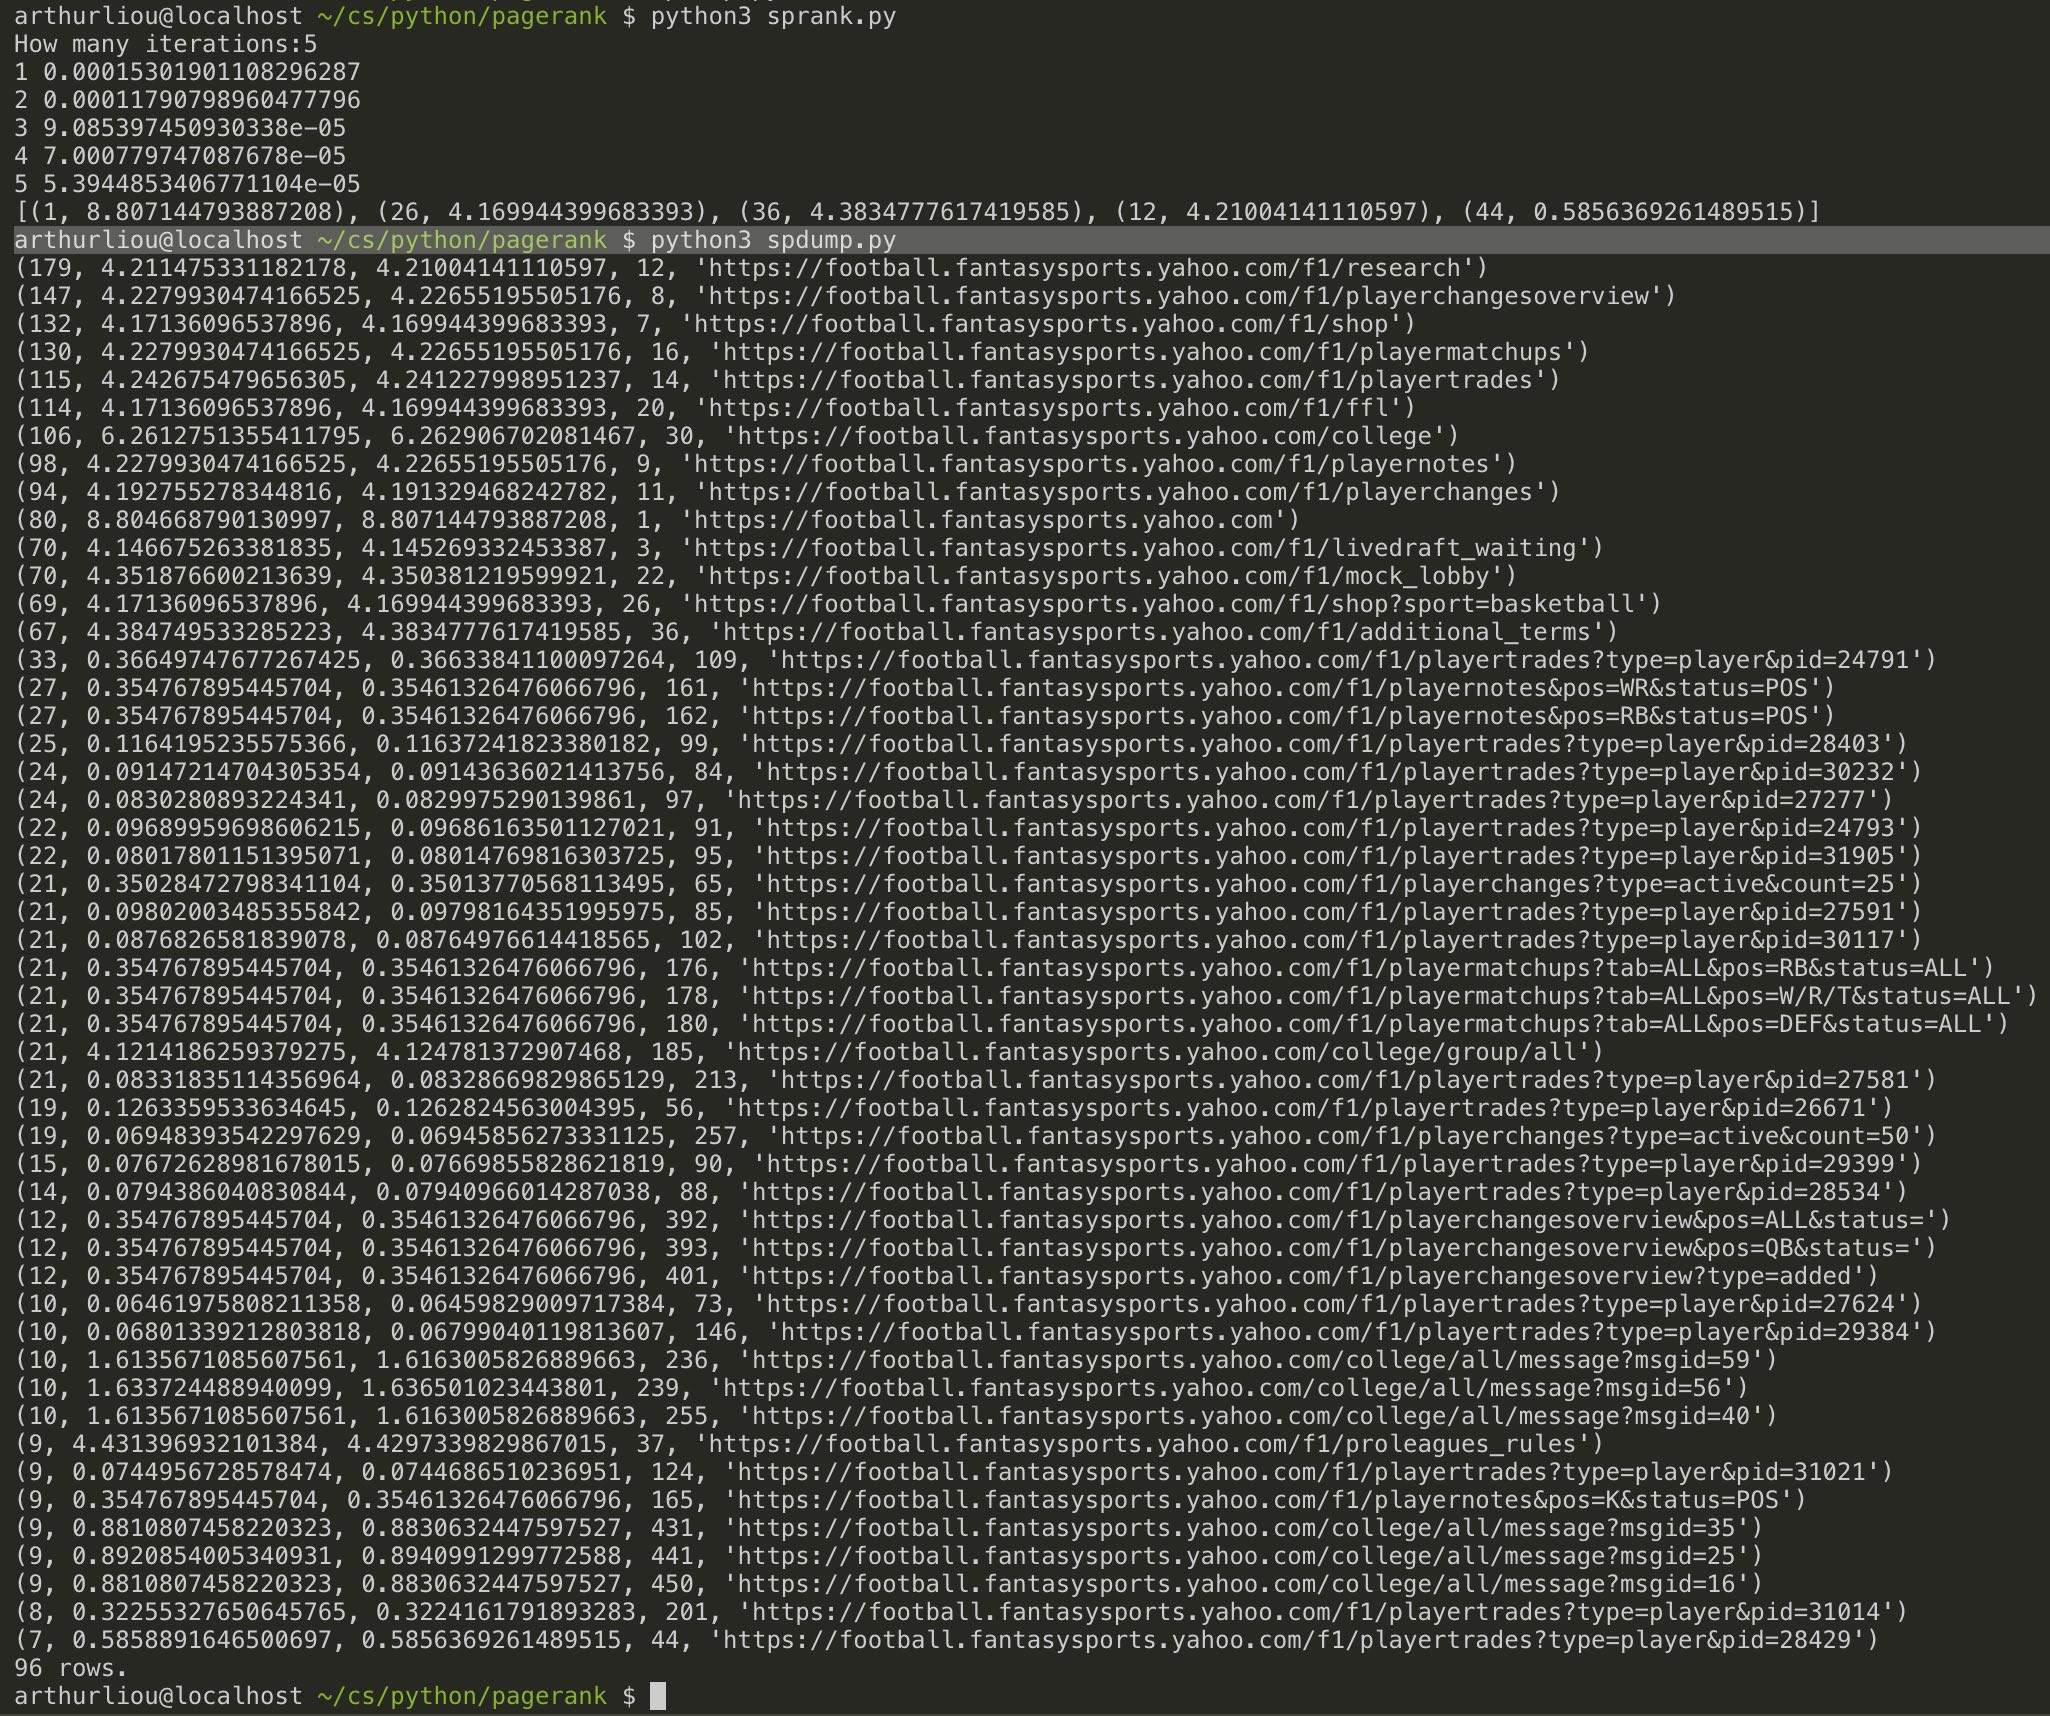 arthurliou@localhost ~/cs/python/pagerank $ python3 sprank.py
How many iterations:5
1 0.00015301901108296287
2 0.00011790798960477796
3 9.085397450930338e-05
4 7.000779747087678e-05
5 5.3944853406771104e-05
[(1, 8.807144793887208), (26, 4.169944399683393), (36, 4.3834777617419585), (12, 4.21004141110597), (44, 0.5856369261489515)]
arthurliou@localhost ~/cs/python/pagerank $ python3 spdump.py
(179, 4.211475331182178, 4.21004141110597, 12, 'https://football.fantasysports.yahoo.com/f1/research')
(147, 4.2279930474166525, 4.22655195505176, 8, 'https://football.fantasysports.yahoo.com/f1/playerchangesoverview')
(132, 4.17136096537896, 4.169944399683393, 7, 'https://football.fantasysports.yahoo.com/f1/shop')
(130, 4.2279930474166525, 4.22655195505176, 16, 'https://football.fantasysports.yahoo.com/f1/playermatchups')
(115, 4.242675479656305, 4.241227998951237, 14, 'https://football.fantasysports.yahoo.com/f1/playertrades')
(114, 4.17136096537896, 4.169944399683393, 20, 'https://football.fantasysports.yahoo.com/f1/ffl')
(106, 6.2612751355411795, 6.262906702081467, 30, 'https://football.fantasysports.yahoo.com/college')
(98, 4.2279930474166525, 4.22655195505176, 9, 'https://football.fantasysports.yahoo.com/f1/playernotes')
(94, 4.192755278344816, 4.191329468242782, 11, 'https://football.fantasysports.yahoo.com/f1/playerchanges')
(80, 8.804668790130997, 8.807144793887208, 1, 'https://football.fantasysports.yahoo.com')
(70, 4.146675263381835, 4.145269332453387, 3, 'https://football.fantasysports.yahoo.com/f1/livedraft_waiting')
(70, 4.351876600213639, 4.350381219599921, 22, 'https://football.fantasysports.yahoo.com/f1/mock_lobby')
(69, 4.17136096537896, 4.169944399683393, 26, 'https://football.fantasysports.yahoo.com/f1/shop?sport=basketball')
(67, 4.384749533285223, 4.3834777617419585, 36, 'https://football.fantasysports.yahoo.com/f1/additional_terms')
(33, 0.36649747677267425, 0.36633841100097264, 109, 'https://football.fantasysports.yahoo.com/f1/playertrades?type=player&pid=24791')
(27, 0.354767895445704, 0.35461326476066796, 161, 'https://football.fantasysports.yahoo.com/f1/playernotes&pos=WR&status=POS')
(27, 0.354767895445704, 0.35461326476066796, 162, 'https://football.fantasysports.yahoo.com/f1/playernotes&pos=RB&status=POS')
(25, 0.1164195235575366, 0.11637241823380182, 99, 'https://football.fantasysports.yahoo.com/f1/playertrades?type=player&pid=28403')
(24, 0.09147214704305354, 0.09143636021413756, 84, 'https://football.fantasysports.yahoo.com/f1/playertrades?type=player&pid=30232')
(24, 0.0830280893224341, 0.0829975290139861, 97, 'https://football.fantasysports.yahoo.com/f1/playertrades?type=player&pid=27277')
(22, 0.09689959698606215, 0.09686163501127021, 91, 'https://football.fantasysports.yahoo.com/f1/playertrades?type=player&pid=24793')
(22, 0.08017801151395071, 0.08014769816303725, 95, 'https://football.fantasysports.yahoo.com/f1/playertrades?type=player&pid=31905')
(21, 0.35028472798341104, 0.35013770568113495, 65, 'https://football.fantasysports.yahoo.com/f1/playerchanges?type=active&count=25')
(21, 0.09802003485355842, 0.09798164351995975, 85, 'https://football.fantasysports.yahoo.com/f1/playertrades?type=player&pid=27591')
(21, 0.0876826581839078, 0.08764976614418565, 102, 'https://football.fantasysports.yahoo.com/f1/playertrades?type=player&pid=30117')
(21, 0.354767895445704, 0.35461326476066796, 176, 'https://football.fantasysports.yahoo.com/f1/playermatchups?tab=ALL&pos=RB&status=ALL')
(21, 0.354767895445704, 0.35461326476066796, 178, 'https://football.fantasysports.yahoo.com/f1/playermatchups?tab=ALL&pos=W/R/T&status=ALL')
(21, 0.354767895445704, 0.35461326476066796, 180, 'https://football.fantasysports.yahoo.com/f1/playermatchups?tab=ALL&pos=DEF&status=ALL')
(21, 4.1214186259379275, 4.124781372907468, 185, 'https://football.fantasysports.yahoo.com/college/group/all')
(21, 0.08331835114356964, 0.08328669829865129, 213, 'https://football.fantasysports.yahoo.com/f1/playertrades?type=player&pid=27581')
(19, 0.1263359533634645, 0.1262824563004395, 56, 'https://football.fantasysports.yahoo.com/f1/playertrades?type=player&pid=26671')
(19, 0.06948393542297629, 0.06945856273331125, 257, 'https://football.fantasysports.yahoo.com/f1/playerchanges?type=active&count=50')
(15, 0.07672628981678015, 0.07669855828621819, 90, 'https://football.fantasysports.yahoo.com/f1/playertrades?type=player&pid=29399')
(14, 0.0794386040830844, 0.07940966014287038, 88, 'https://football.fantasysports.yahoo.com/f1/playertrades?type=player&pid=28534')
(12, 0.354767895445704, 0.35461326476066796, 392, 'https://football.fantasysports.yahoo.com/f1/playerchangesoverview&pos=ALL&status=')
(12, 0.354767895445704, 0.35461326476066796, 393, 'https://football.fantasysports.yahoo.com/f1/playerchangesoverview&pos=QB&status=')
(12, 0.354767895445704, 0.35461326476066796, 401, 'https://football.fantasysports.yahoo.com/f1/playerchangesoverview?type=added')
(10, 0.06461975808211358, 0.06459829009717384, 73, 'https://football.fantasysports.yahoo.com/f1/playertrades?type=player&pid=27624')
(10, 0.06801339212803818, 0.06799040119813607, 146, 'https://football.fantasysports.yahoo.com/f1/playertrades?type=player&pid=29384')
(10, 1.6135671085607561, 1.6163005826889663, 236, 'https://football.fantasysports.yahoo.com/college/all/message?msgid=59')
(10, 1.633724488940099, 1.636501023443801, 239, 'https://football.fantasysports.yahoo.com/college/all/message?msgid=56')
(10, 1.6135671085607561, 1.6163005826889663, 255, 'https://football.fantasysports.yahoo.com/college/all/message?msgid=40')
(9, 4.431396932101384, 4.4297339829867015, 37, 'https://football.fantasysports.yahoo.com/f1/proleagues_rules')
(9, 0.0744956728578474, 0.0744686510236951, 124, 'https://football.fantasysports.yahoo.com/f1/playertrades?type=player&pid=31021')
(9, 0.354767895445704, 0.35461326476066796, 165, 'https://football.fantasysports.yahoo.com/f1/playernotes&pos=K&status=POS')
(9, 0.8810807458220323, 0.8830632447597527, 431, 'https://football.fantasysports.yahoo.com/college/all/message?msgid=35')
(9, 0.8920854005340931, 0.8940991299772588, 441, 'https://football.fantasysports.yahoo.com/college/all/message?msgid=25')
(9, 0.8810807458220323, 0.8830632447597527, 450, 'https://football.fantasysports.yahoo.com/college/all/message?msgid=16')
(8, 0.32255327650645765, 0.3224161791893283, 201, 'https://football.fantasysports.yahoo.com/f1/playertrades?type=player&pid=31014')
(7, 0.5858891646500697, 0.5856369261489515, 44, 'https://football.fantasysports.yahoo.com/f1/playertrades?type=player&pid=28429')
96 rows.
arthurliou@localhost ~/cs/python/pagerank $